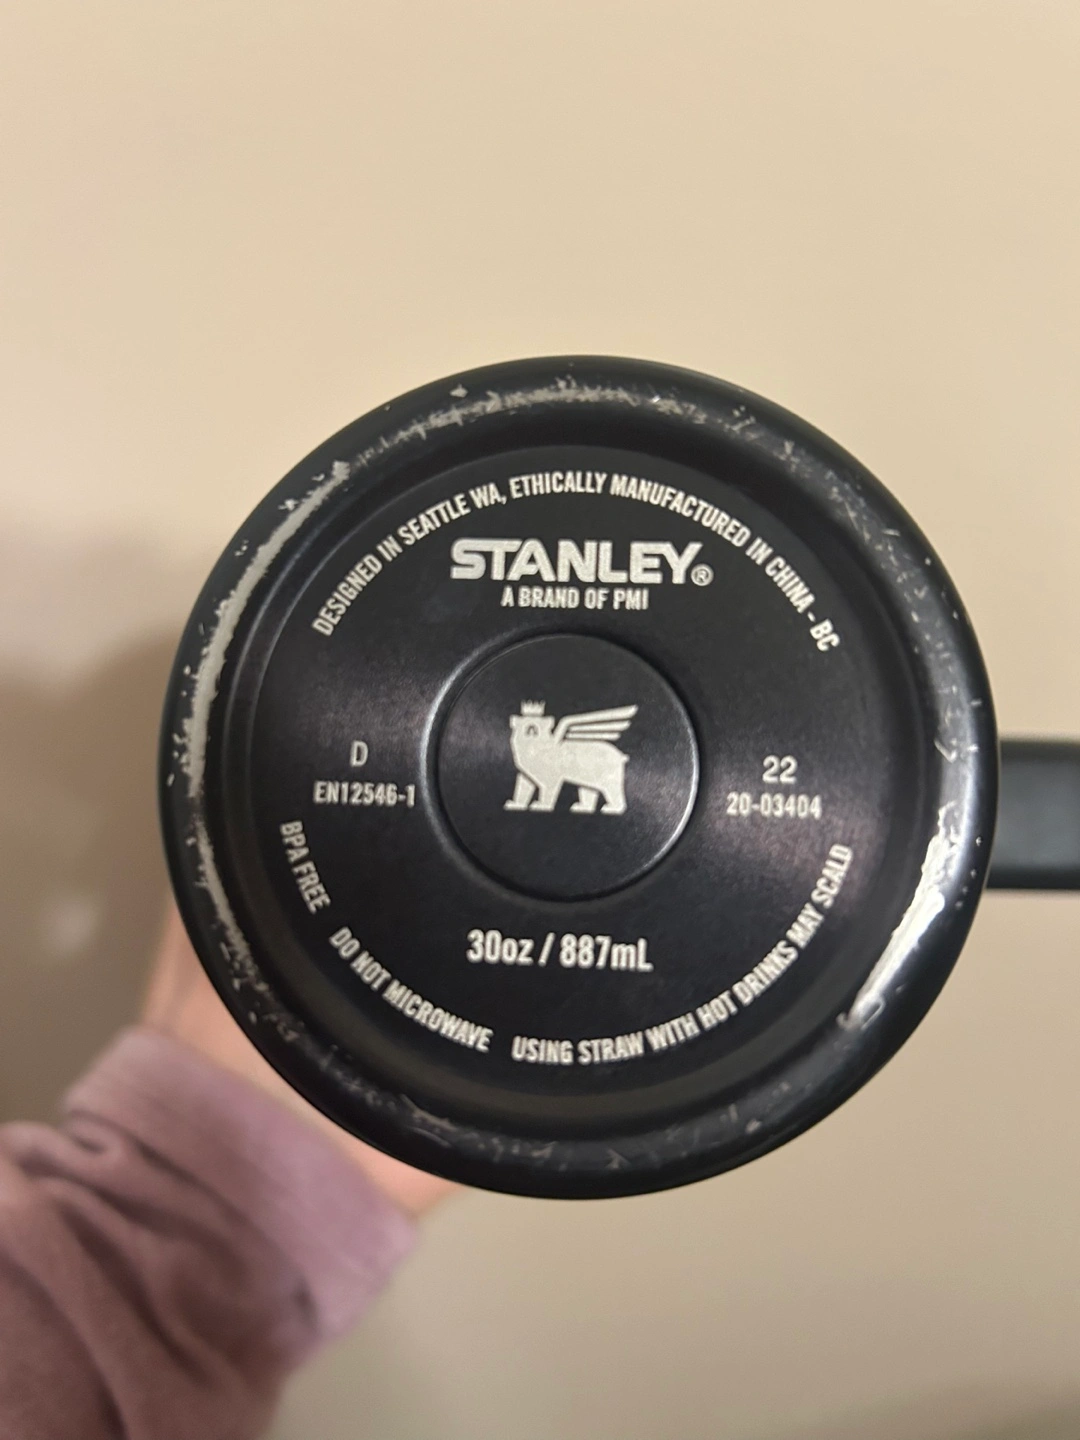 DESIGNED IN SEATTLE WA, ETHICALLY MANUFACTURED IN CHINA - BC
STANLEY®
A BRAND OF PMI
D
EN12546-1
22
20-03404
30oz / 887mL
BPA FREE
DO NOT MICROWAVE
USING STRAW WITH HOT DRINKS MAY SCALD